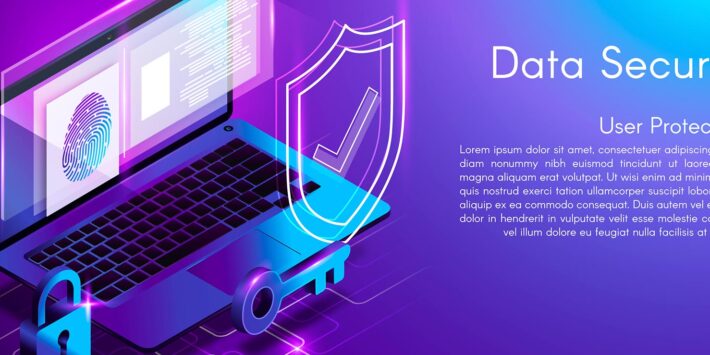 Data Secur
User Protec
Lorem ipsum dolor sit amet, consectetuer adipiscing
diam nonummy nibh euismod tincidunt ut laoree
magna aliquam erat volutpat. Ut wisi enim ad minim
quis nostrud exerci tation ullamcorper suscipit lobor
aliquip ex ea commodo consequat. Duis autem vel e
dolor in hendrerit in vulputate velit esse molestie co
vel illum dolore eu feugiat nulla facilisis at